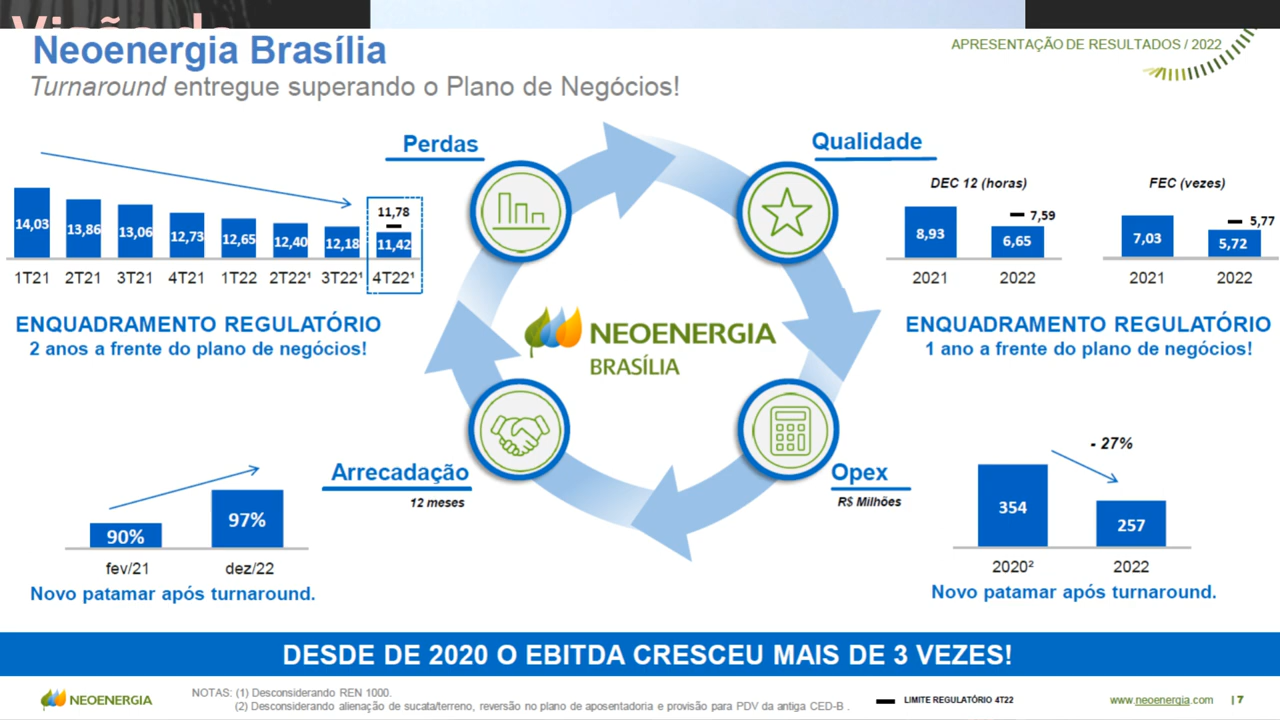 Visão da
Neoenergia Brasília
APRESENTAÇÃO DE RESULTADOS / 2022
Turnaround entregue superando o Plano de Negócios!
Perdas
14,03 13,86 13,06 12,73 12,65 12,40 12,18 11,78 11,42
1T21 2T21 3T21 4T21 1T22 2T22¹ 3T22¹ 4T22¹
ENQUADRAMENTO REGULATÓRIO
2 anos a frente do plano de negócios!
Qualidade
DEC 12 (horas)
8,93 7,59 6,65
2021 2022
FEC (vezes)
7,03 5,77 5,72
2021 2022
ENQUADRAMENTO REGULATÓRIO
1 ano a frente do plano de negócios!
NEOENERGIA
BRASÍLIA
Arrecadação
12 meses
90% 97%
fev/21 dez/22
Novo patamar após turnaround.
Opex
R$ Milhões
- 27%
354 257
2020² 2022
Novo patamar após turnaround.
DESDE DE 2020 O EBITDA CRESCEU MAIS DE 3 VEZES!
NEOENERGIA
NOTAS: (1) Desconsiderando REN 1000.
(2) Desconsiderando alienação de sucata/terreno, reversão no plano de aposentadoria e provisão para PDV da antiga CED-B .
LIMITE REGULATÓRIO 4T22
www.neoenergia.com | 7